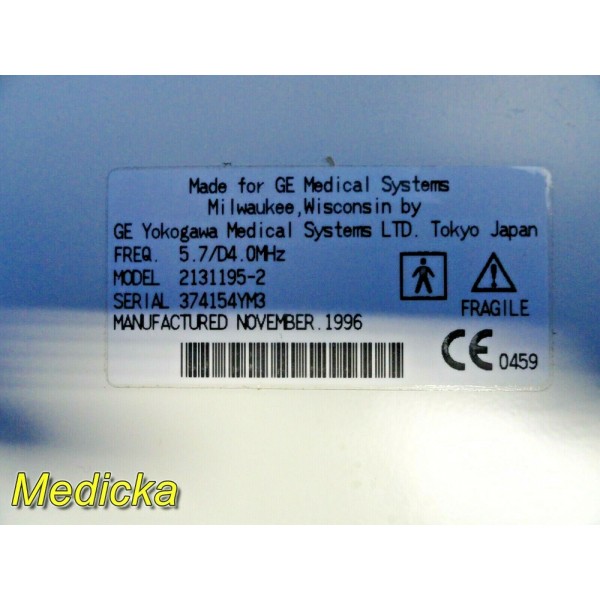 Made for GE Medical Systems
Milwaukee,Wisconsin by
GE Yokogawa Medical Systems LTD. Tokyo Japan
FREQ. 5.7/D4.0MHz
MODEL 2131195-2
SERIAL 374154YM3
FRAGILE
MANUFACTURED NOVEMBER.1996
CE 0459
Medicka